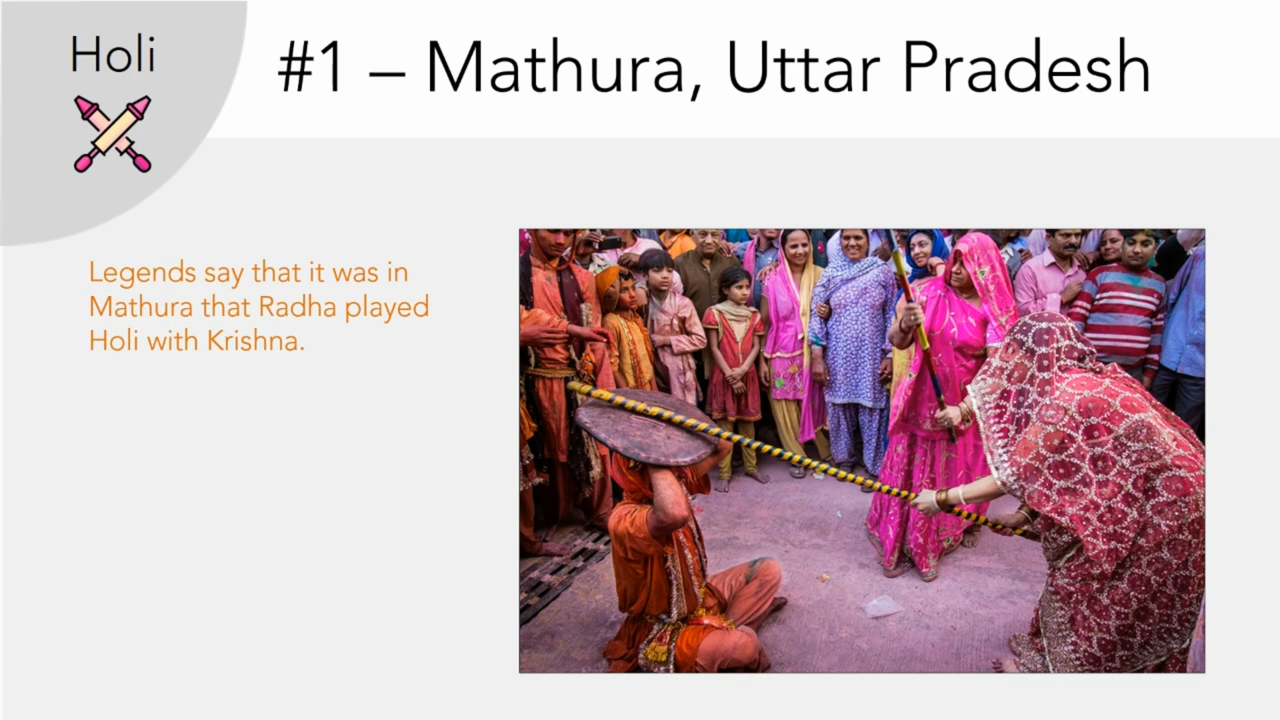 Holi
#1 – Mathura, Uttar Pradesh
Legends say that it was in
Mathura that Radha played
Holi with Krishna.